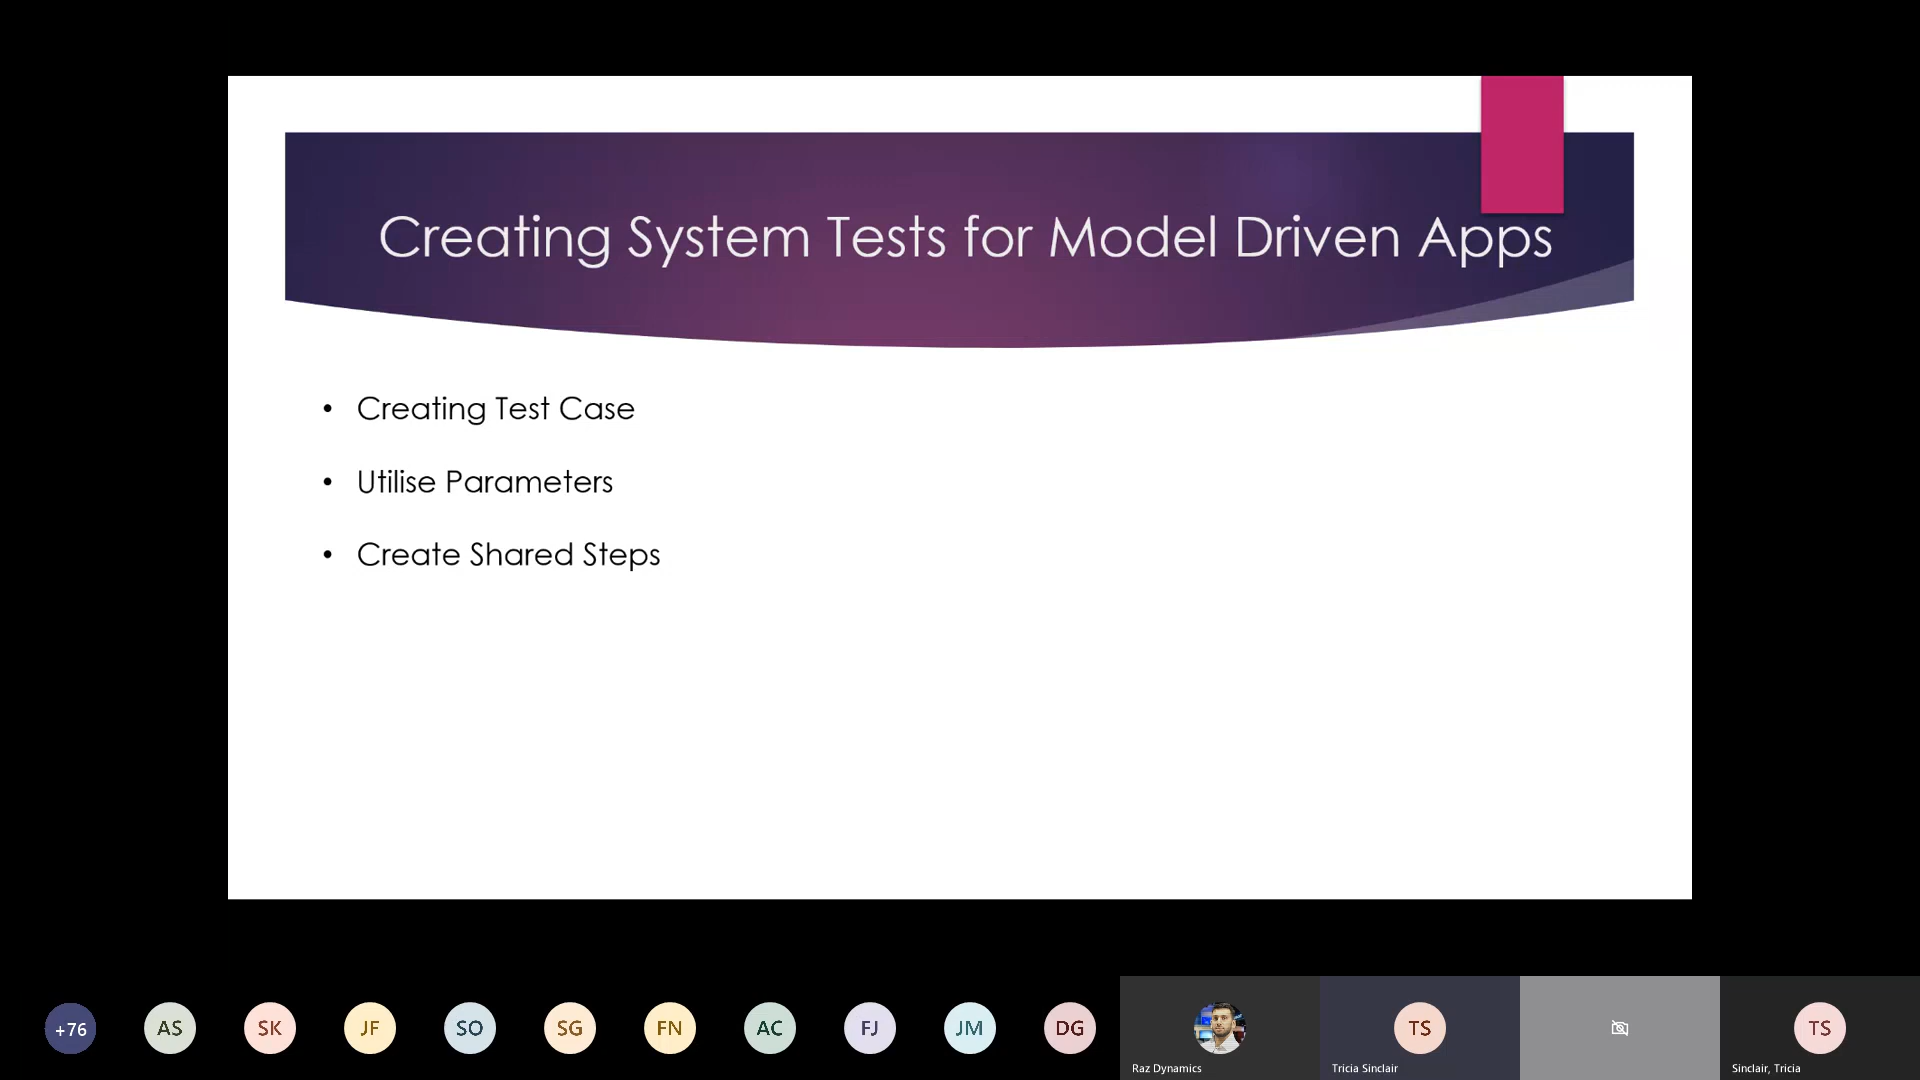 Creating System Tests for Model Driven Apps
• Creating Test Case
• Utilise Parameters
• Create Shared Steps
+76
AS
SK
JF
SO
SG
FN
AC
FJ
JM
DG
Raz Dynamics
TS
Tricia Sinclair
TS
Sinclair, Tricia